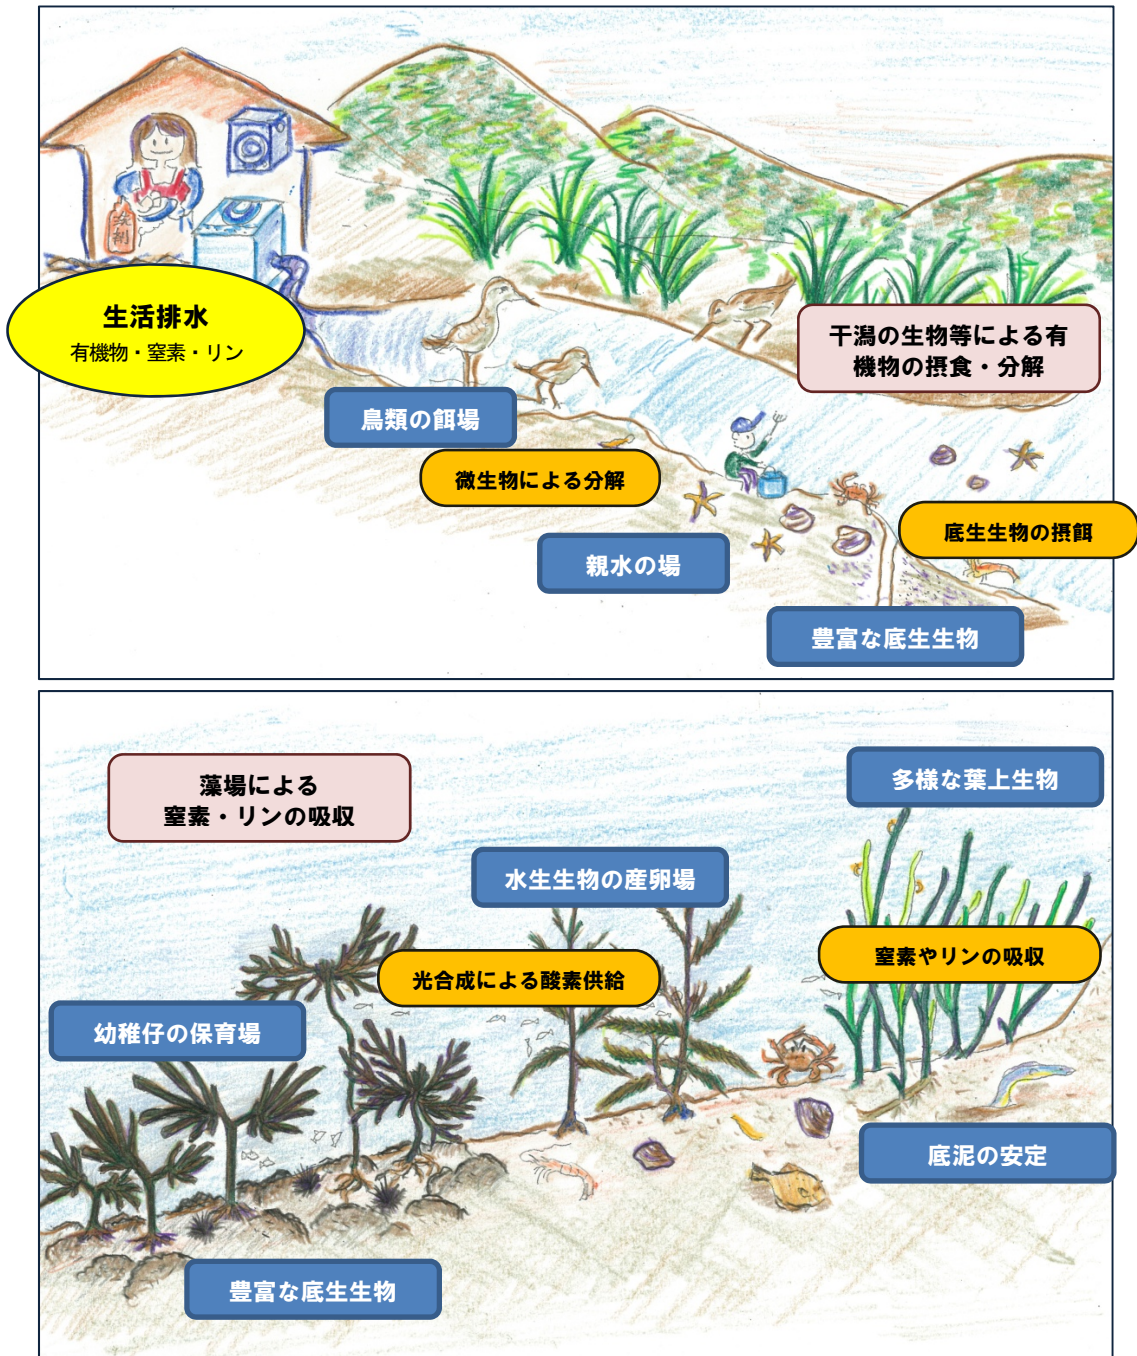 洗剤
生活排水
有機物・窒素・リン
干潟の生物等による有
機物の摂食・分解
鳥類の餌場
微生物による分解
底生生物の摂餌
親水の場
豊富な底生生物
藻場による
窒素・リンの吸収
多様な葉上生物
水生生物の産卵場
窒素やリンの吸収
光合成による酸素供給
幼稚仔の保育場
底泥の安定
豊富な底生生物